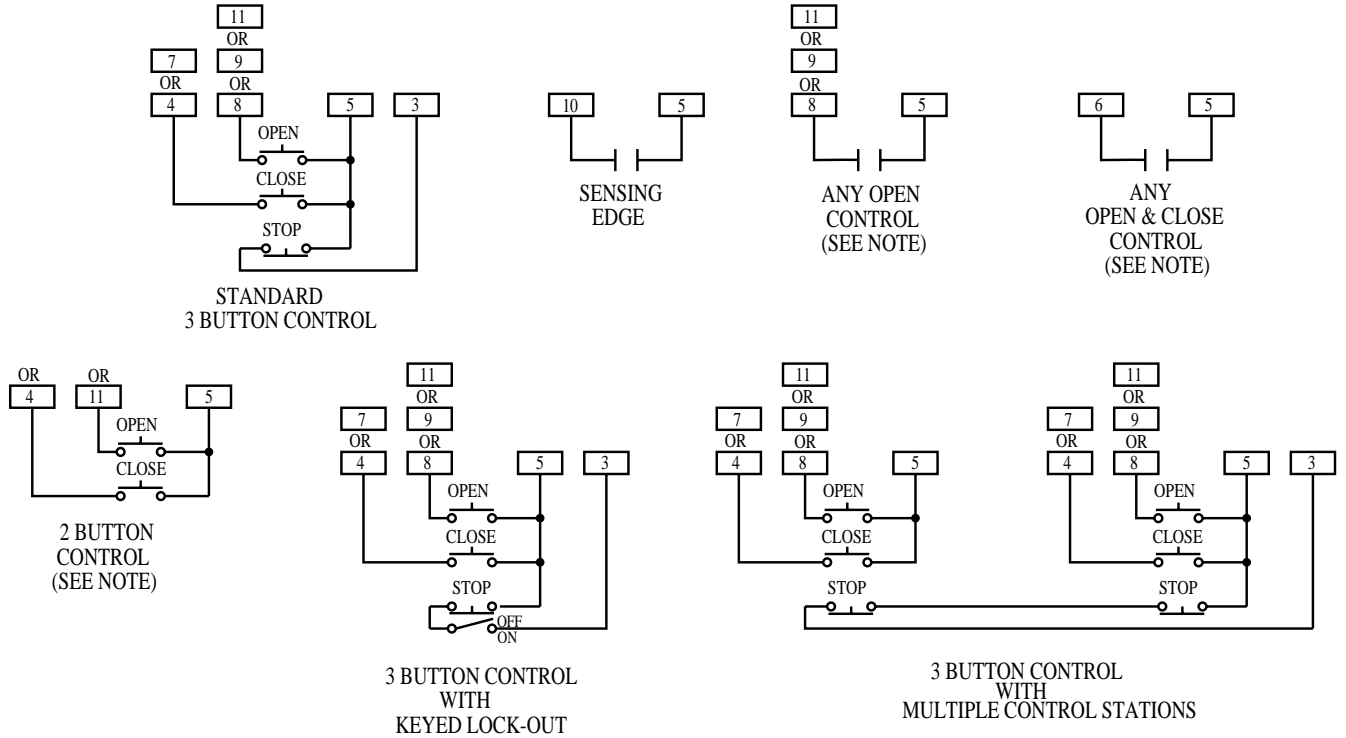 11
OR
7 9
OR OR
4 8 5 3
OPEN
CLOSE
STOP
STANDARD
3 BUTTON CONTROL
10 5
SENSING
EDGE
11
OR
9
OR
8 5
ANY OPEN
CONTROL
(SEE NOTE)
6 5
ANY
OPEN & CLOSE
CONTROL
(SEE NOTE)
OR OR
4 11 5
OPEN
CLOSE
2 BUTTON
CONTROL
(SEE NOTE)
11
OR
7 9
OR OR
4 8 5 3
OPEN
CLOSE
STOP
OFF
ON
3 BUTTON CONTROL
WITH
KEYED LOCK-OUT
11
OR
7 9
OR OR
4 8 5
OPEN
CLOSE
STOP
11
OR
7 9
OR OR
4 8 5 3
OPEN
CLOSE
STOP
3 BUTTON CONTROL
WITH
MULTIPLE CONTROL STATIONS